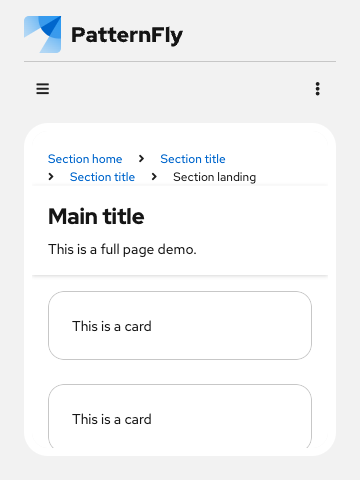 PatternFly
Section home > Section title
> Section title > Section landing
Main title
This is a full page demo.
This is a card
This is a card